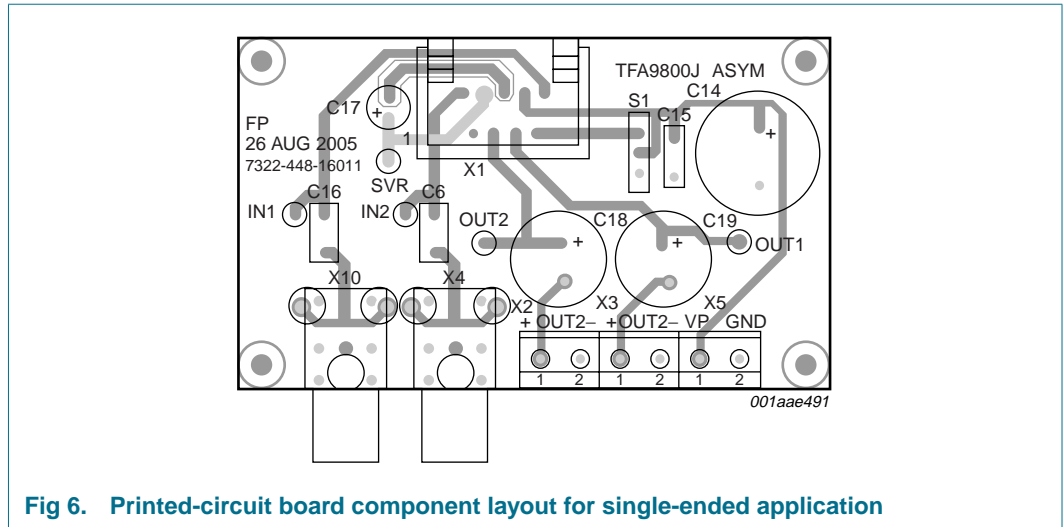 TFA9800J ASYM
C14
C17
S1
C15
+
+
FP
26 AUG 2005
7322-448-16011
1
X1
SVR
C16
C6
IN1
IN2
OUT2
C18
C19
+
+
OUT1
X10
X4
X2
X3
X5
+ OUT2–
+OUT2–
VP
GND
1
2
1
2
1
2
001aae491
Fig 6. Printed-circuit board component layout for single-ended application